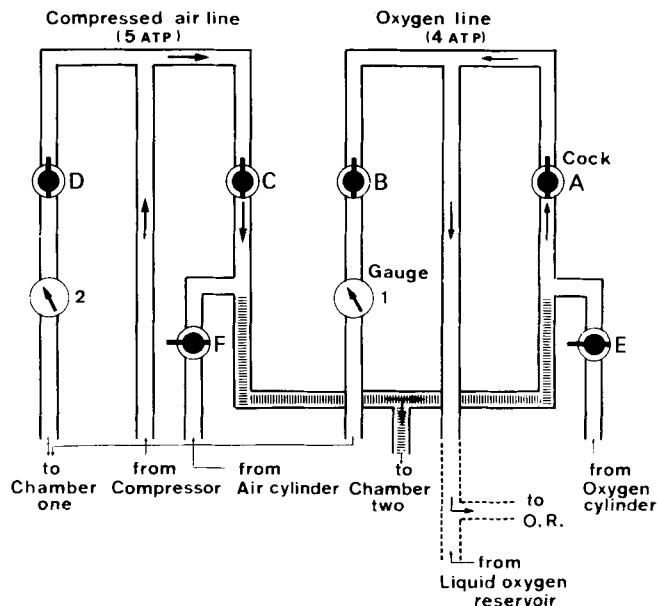 Compressed air line
(5 ATP)
Oxygen line
(4 ATP)
D
C
B
Cock
A
2
Gauge
1
F
E
to
Chamber
one
from
Compressor
from
Air cylinder
to
Chamber
two
to
O.R.
from
Oxygen
cylinder
from
Liquid oxygen
reservoir